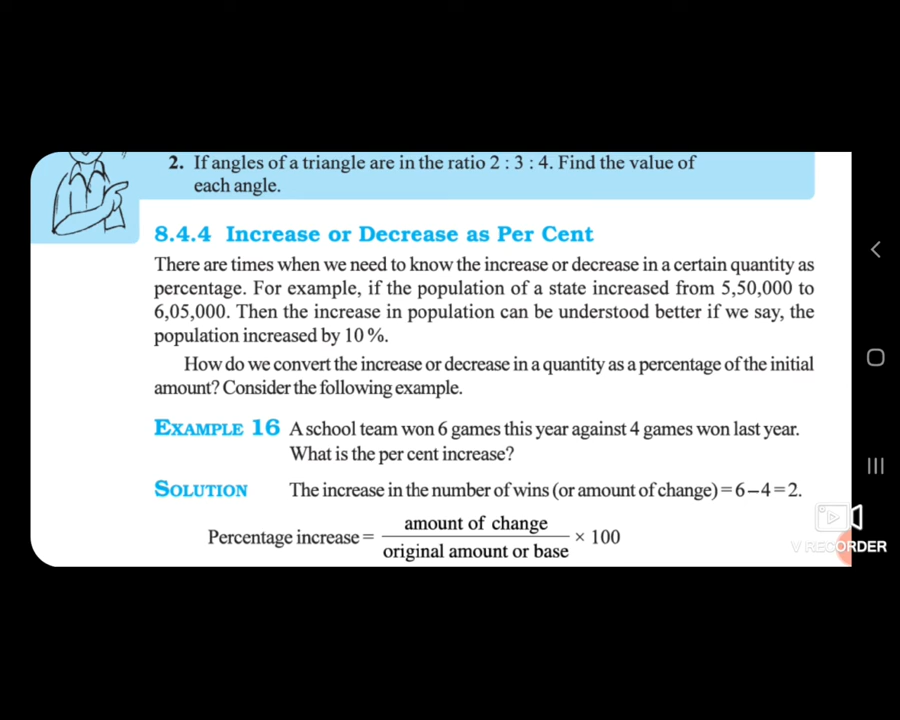 2. If angles of a triangle are in the ratio 2 : 3 : 4. Find the value of
each angle.
8.4.4 Increase or Decrease as Per Cent
There are times when we need to know the increase or decrease in a certain quantity as
percentage. For example, if the population of a state increased from 5,50,000 to
6,05,000. Then the increase in population can be understood better if we say, the
population increased by 10 %.
How do we convert the increase or decrease in a quantity as a percentage of the initial
amount? Consider the following example.
EXAMPLE 16 A school team won 6 games this year against 4 games won last year.
What is the per cent increase?
SOLUTION The increase in the number of wins (or amount of change) = 6 – 4 = 2.
Percentage increase = amount of change / original amount or base × 100
V RECORDER